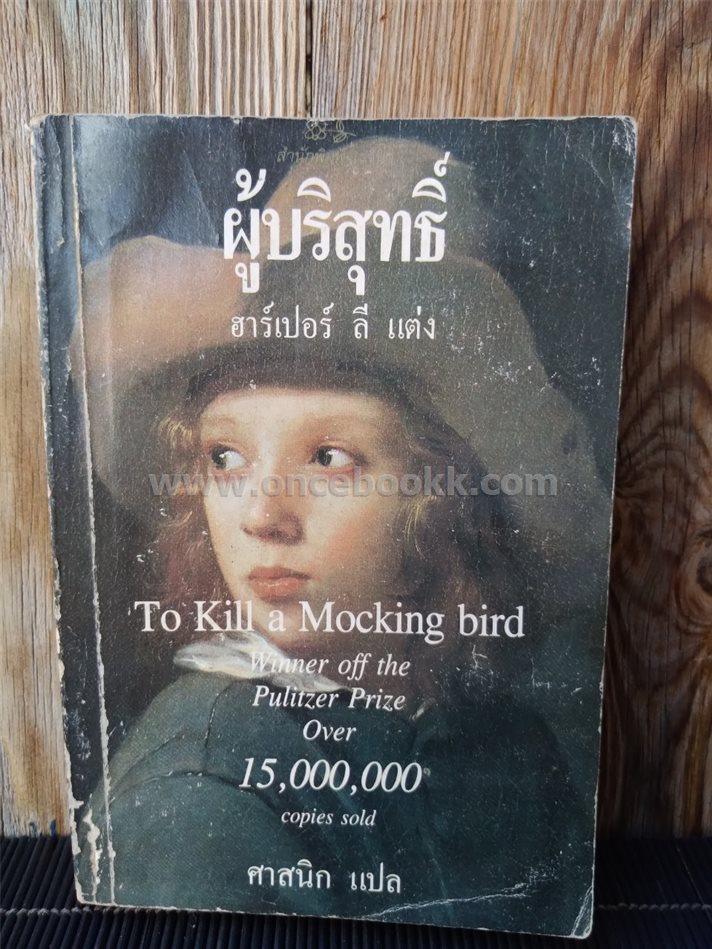 ผู้บริสุทธิ์
ฮาร์เปอร์ ลี แต่ง
www.oncebookk.com
To Kill a Mocking bird
Winner off the
Pulitzer Prize
Over
15,000,000
copies sold
ศาสนิก แปล